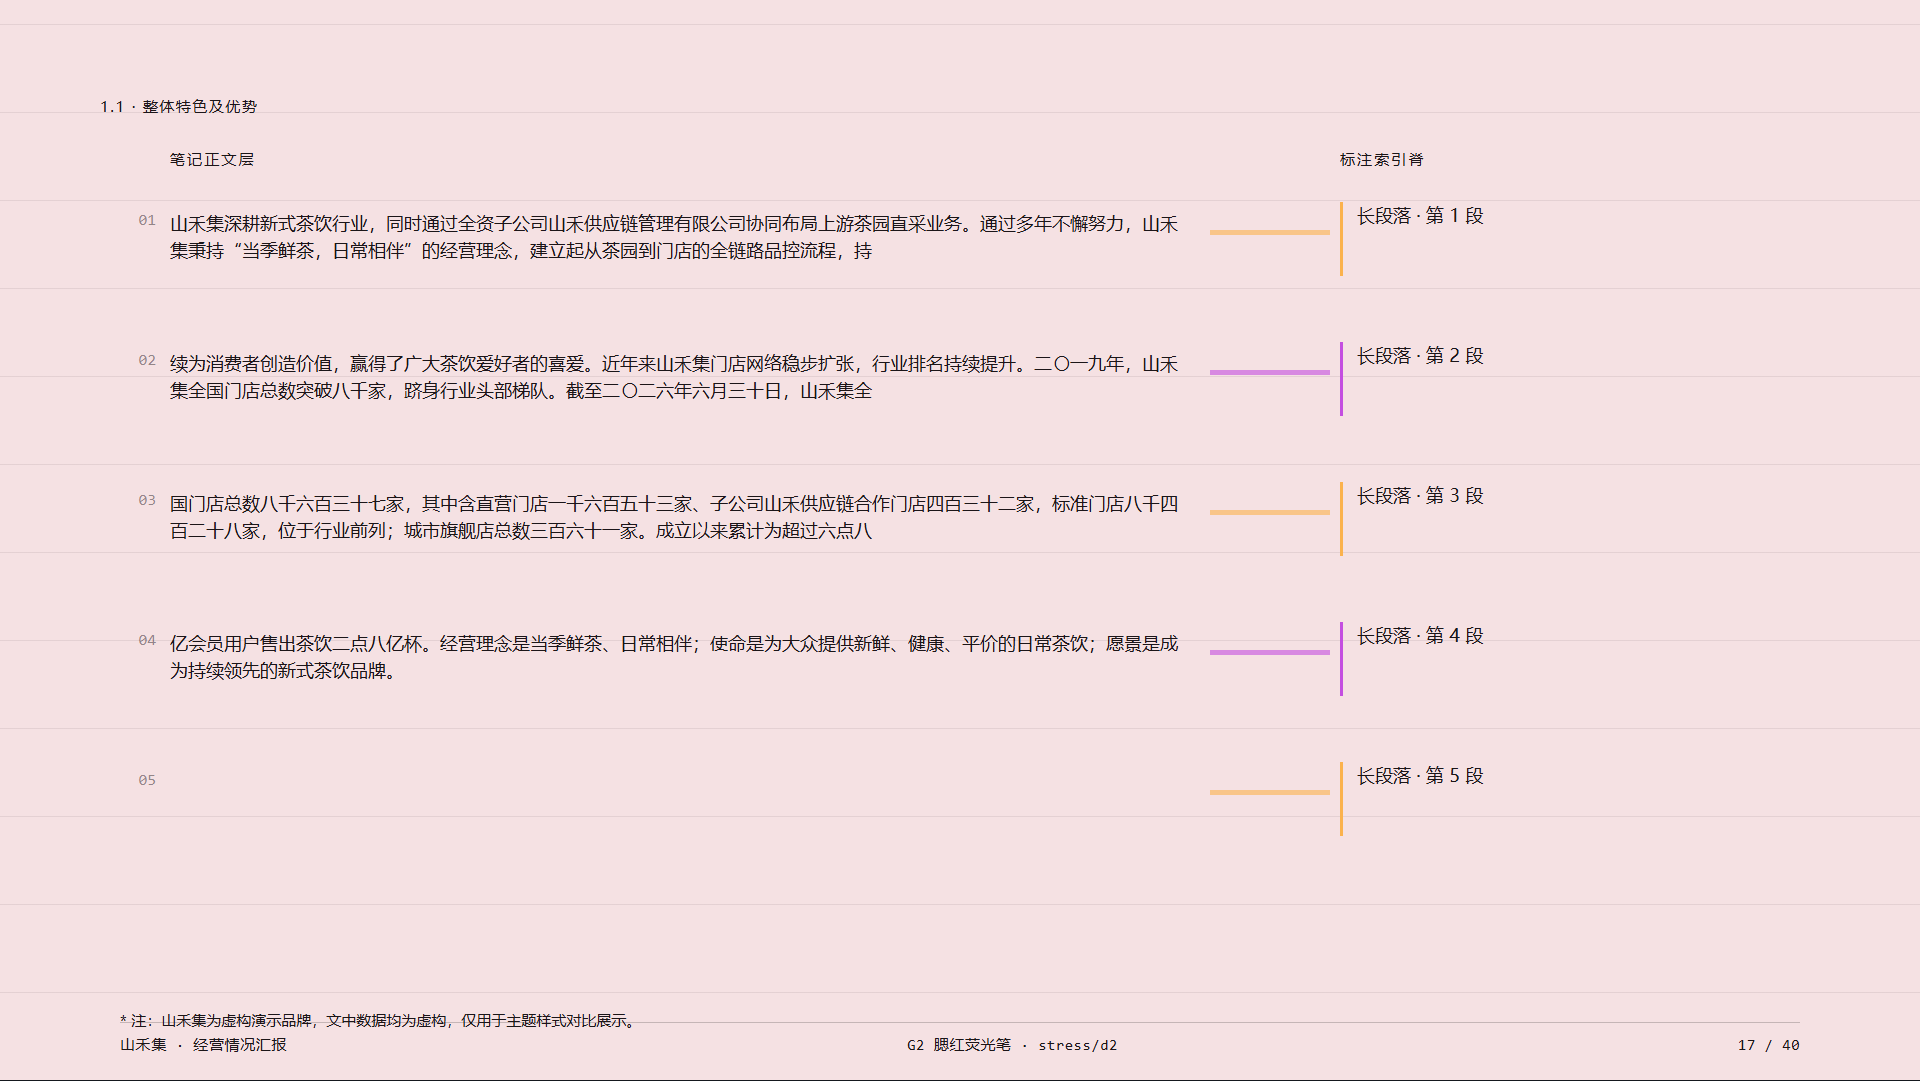 1.1 · 整体特色及优势
笔记正文层
标注索引脊
01
山禾集深耕新式茶饮行业，同时通过全资子公司山禾供应链管理有限公司协同布局上游茶园直采业务。通过多年不懈努力，山禾
集秉持“当季鲜茶，日常相伴”的经营理念，建立起从茶园到门店的全链路品控流程，持
长段落 · 第 1 段
02
续为消费者创造价值，赢得了广大茶饮爱好者的喜爱。近年来山禾集门店网络稳步扩张，行业排名持续提升。二〇一九年，山禾
集全国门店总数突破八千家，跻身行业头部梯队。截至二〇二六年六月三十日，山禾集全
长段落 · 第 2 段
03
国门店总数八千六百三十七家，其中含直营门店一千六百五十三家、子公司山禾供应链合作门店四百三十二家，标准门店八千四
百二十八家，位于行业前列；城市旗舰店总数三百六十一家。成立以来累计为超过六点八
长段落 · 第 3 段
04
亿会员用户售出茶饮二点八亿杯。经营理念是当季鲜茶、日常相伴；使命是为大众提供新鲜、健康、平价的日常茶饮；愿景是成
为持续领先的新式茶饮品牌。
长段落 · 第 4 段
05
长段落 · 第 5 段
* 注：山禾集为虚构演示品牌，文中数据均为虚构，仅用于主题样式对比展示。
山禾集 · 经营情况汇报
G2 腮红荧光笔 · stress/d2
17 / 40